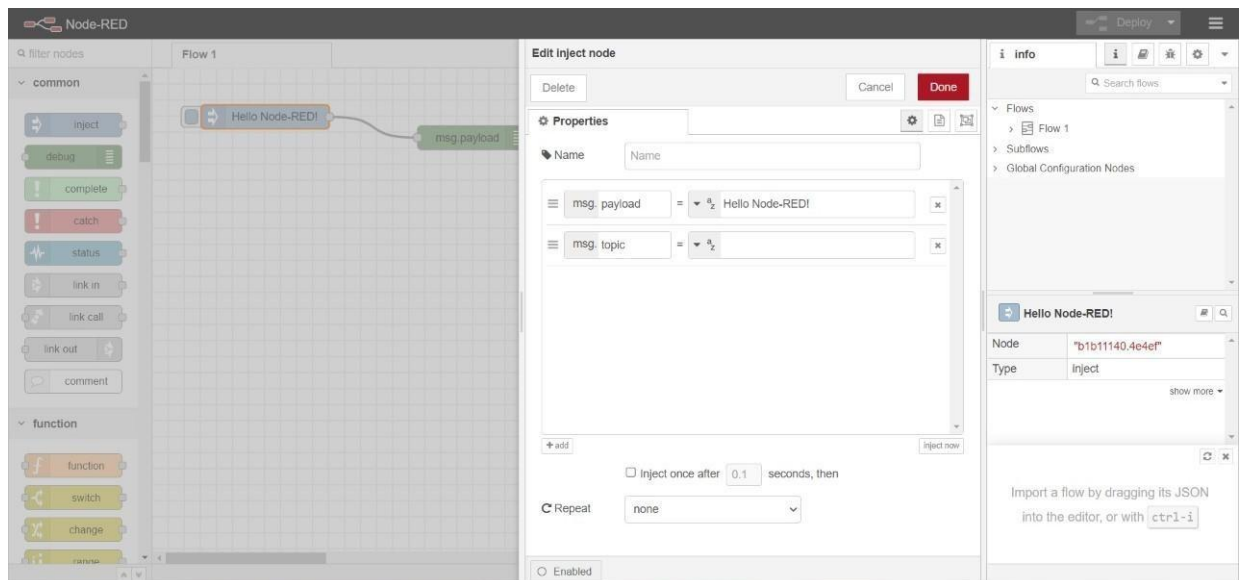 Node-RED
Deploy
filter nodes
common
inject
debug
complete
catch
status
link in
link call
link out
comment
function
function
switch
change
range
Flow 1
Hello Node-RED!
msg.payload
Edit inject node
Delete
Cancel
Done
Properties
Name
Name
msg. payload = a z Hello Node-RED!
msg. topic = a z
add
inject now
Inject once after 0.1 seconds, then
Repeat none
Enabled
info
Search flows
Flows
Flow 1
Subflows
Global Configuration Nodes
Hello Node-RED!
Node "b1b11140.4e4ef"
Type inject
show more
Import a flow by dragging its JSON
into the editor, or with ctrl-i